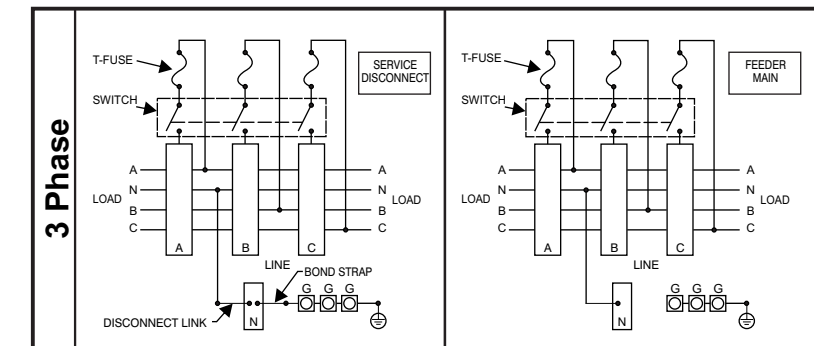 3 Phase
T-FUSE
SWITCH
SERVICE
DISCONNECT
A
N
B
C
LOAD
A
N
B
C
LOAD
A
B
C
LINE
BOND STRAP
G G G
DISCONNECT LINK
N
T-FUSE
SWITCH
FEEDER
MAIN
A
N
B
C
LOAD
A
N
B
C
LOAD
A
B
C
LINE
G G G
N